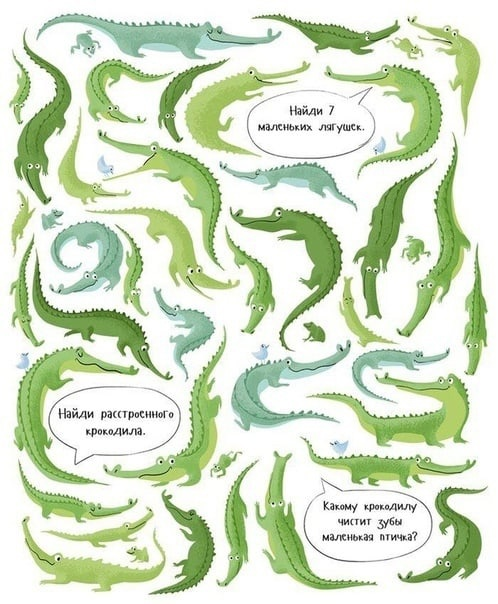 Найди 7
маленьких лягушек.
Найди расстроенного
крокодила.
Какому крокодилу
чистит зубы
маленькая птичка?